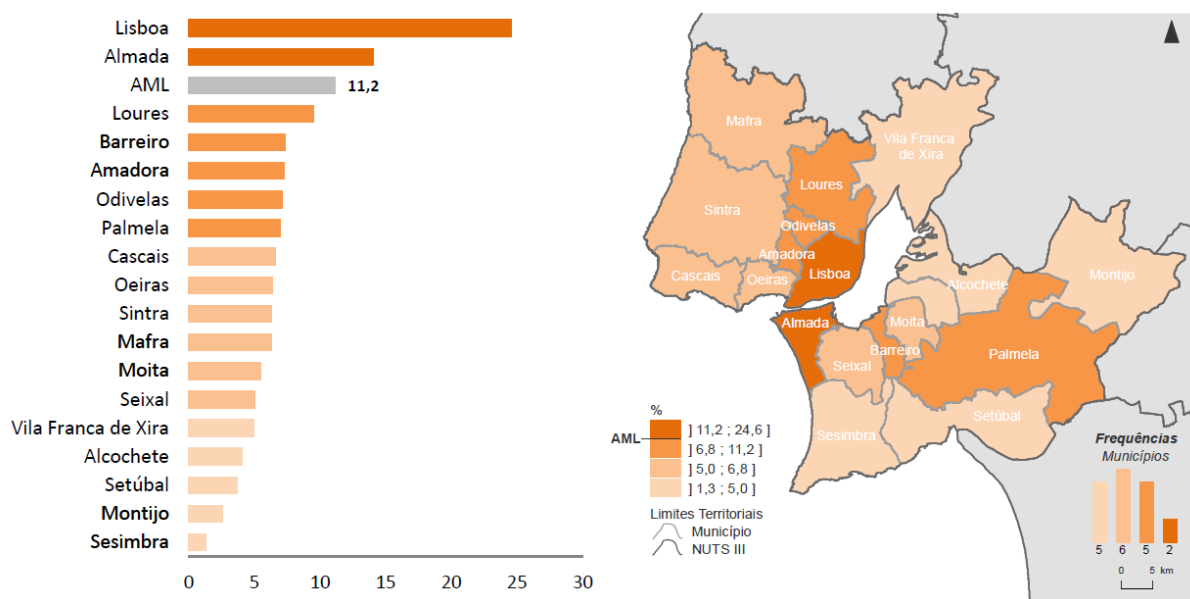 Lisboa
Almada
AML
11,2
Loures
Barreiro
Amadora
Odivelas
Palmela
Cascais
Oeiras
Sintra
Mafra
Moita
Seixal
Vila Franca de Xira
Alcochete
Setúbal
Montijo
Sesimbra
0 5 10 15 20 25 30
Mafra
Vila Franca
de Xira
Loures
Sintra
Odivelas
Amadora
Lisboa
Cascais
Oeiras
Montijo
Alcochete
Almada
Moita
Barreiro
Seixal
Palmela
Setúbal
Sesimbra
%
AML
] 11,2 ; 24,6 ]
] 6,8 ; 11,2 ]
] 5,0 ; 6,8 ]
] 1,3 ; 5,0 ]
Limites Territoriais
Município
NUTS III
Frequências
Municípios
5 6 5 2
0 5 km